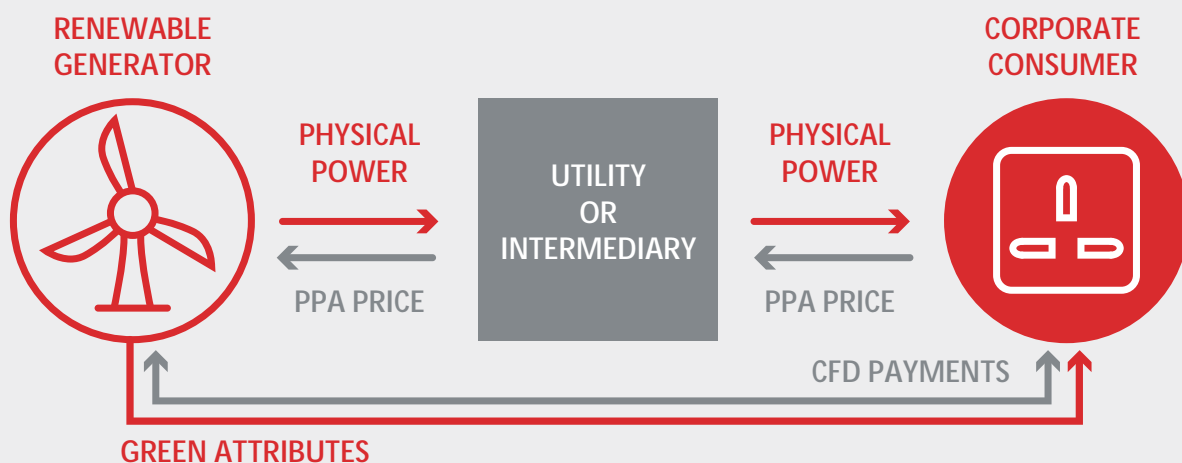 RENEWABLE
GENERATOR
CORPORATE
CONSUMER
PHYSICAL
POWER
UTILITY
OR
INTERMEDIARY
PHYSICAL
POWER
PPA PRICE
PPA PRICE
CFD PAYMENTS
GREEN ATTRIBUTES